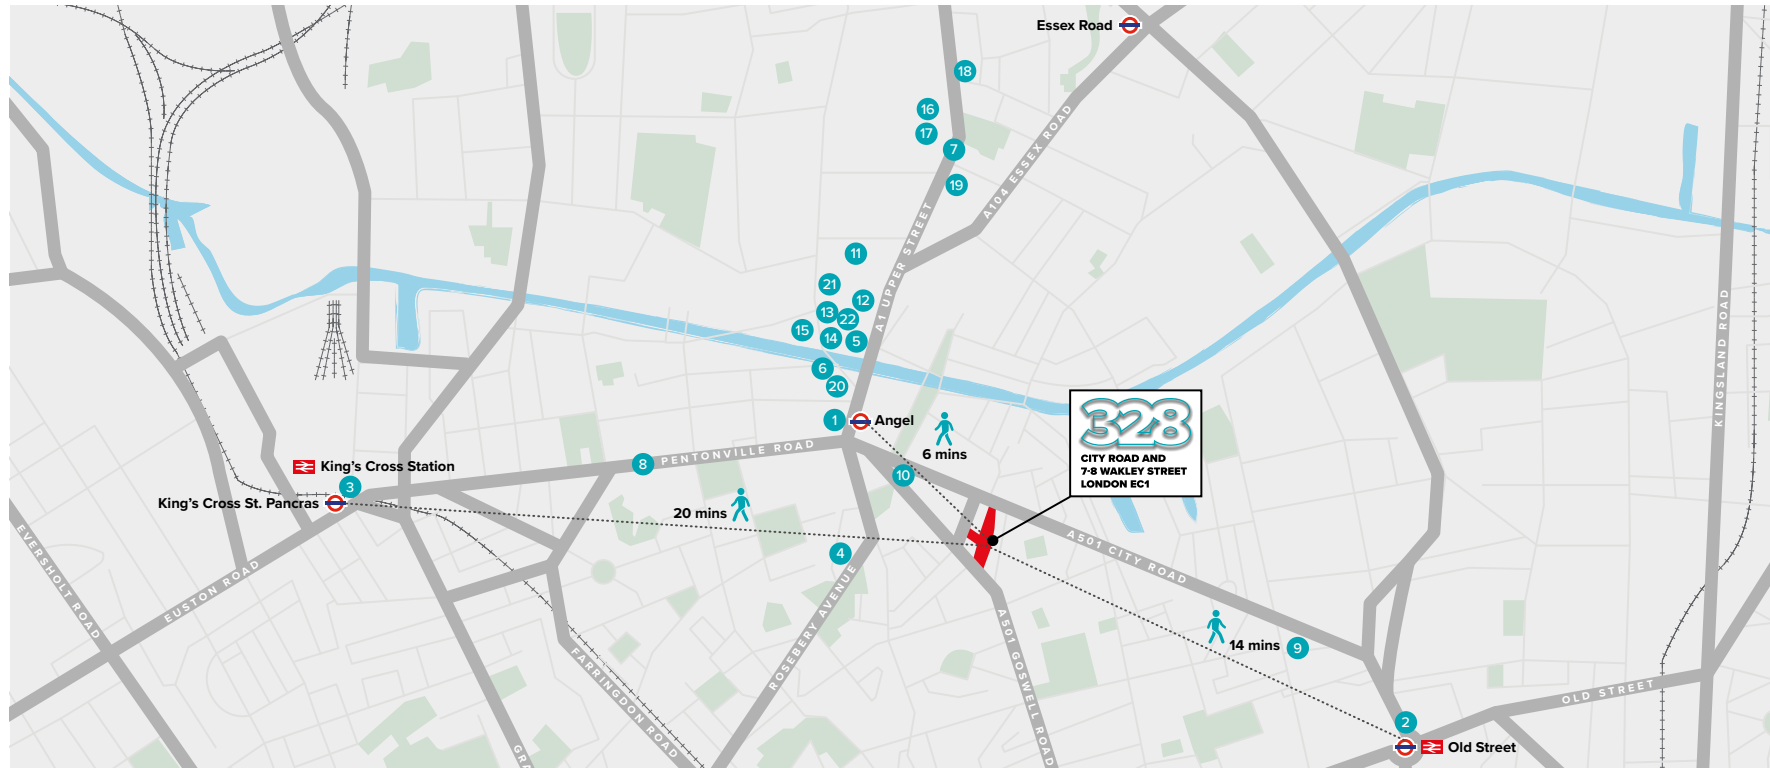 Essex Road
18
16
17
7
19
A104 ESSEX ROAD
A1 UPPER STREET
11
21
12
13
22
15
14
5
6
20
KINGSLAND ROAD
1
Angel
328
CITY ROAD AND
7-8 WAKLEY STREET
LONDON EC1
6 mins
PENTONVILLE ROAD
8
10
King's Cross Station
3
King's Cross St. Pancras
20 mins
4
A501 CITY ROAD
EVERSHOLT ROAD
EUSTON ROAD
ROSEBERY AVENUE
FARRINGDON ROAD
A501 GOSWELL ROAD
14 mins
9
OLD STREET
2
Old Street
GRA